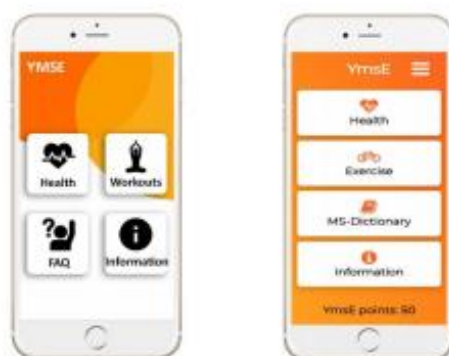 YMSE
Health
Workouts
FAQ
Information
YmsE
Health
Exercise
MS-Dictionary
Information
YmsE points: 50